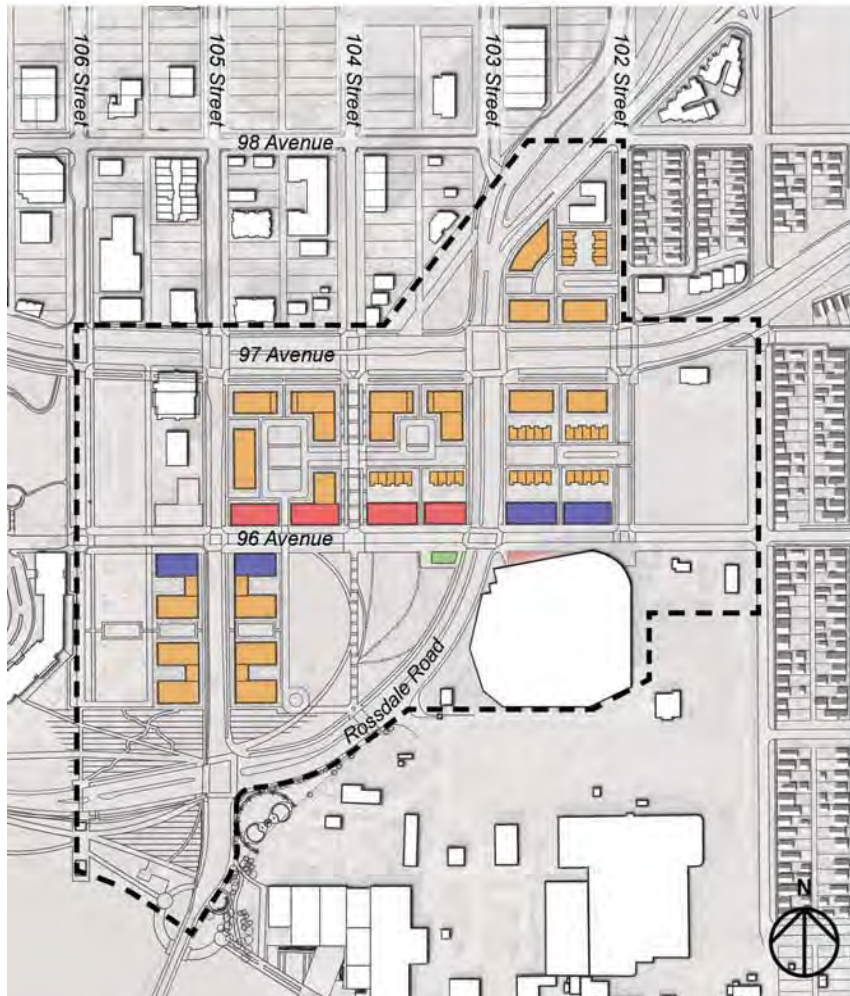 106 Street
105 Street
104 Street
103 Street
102 Street
98 Avenue
97 Avenue
96 Avenue
Rossdale Road
N